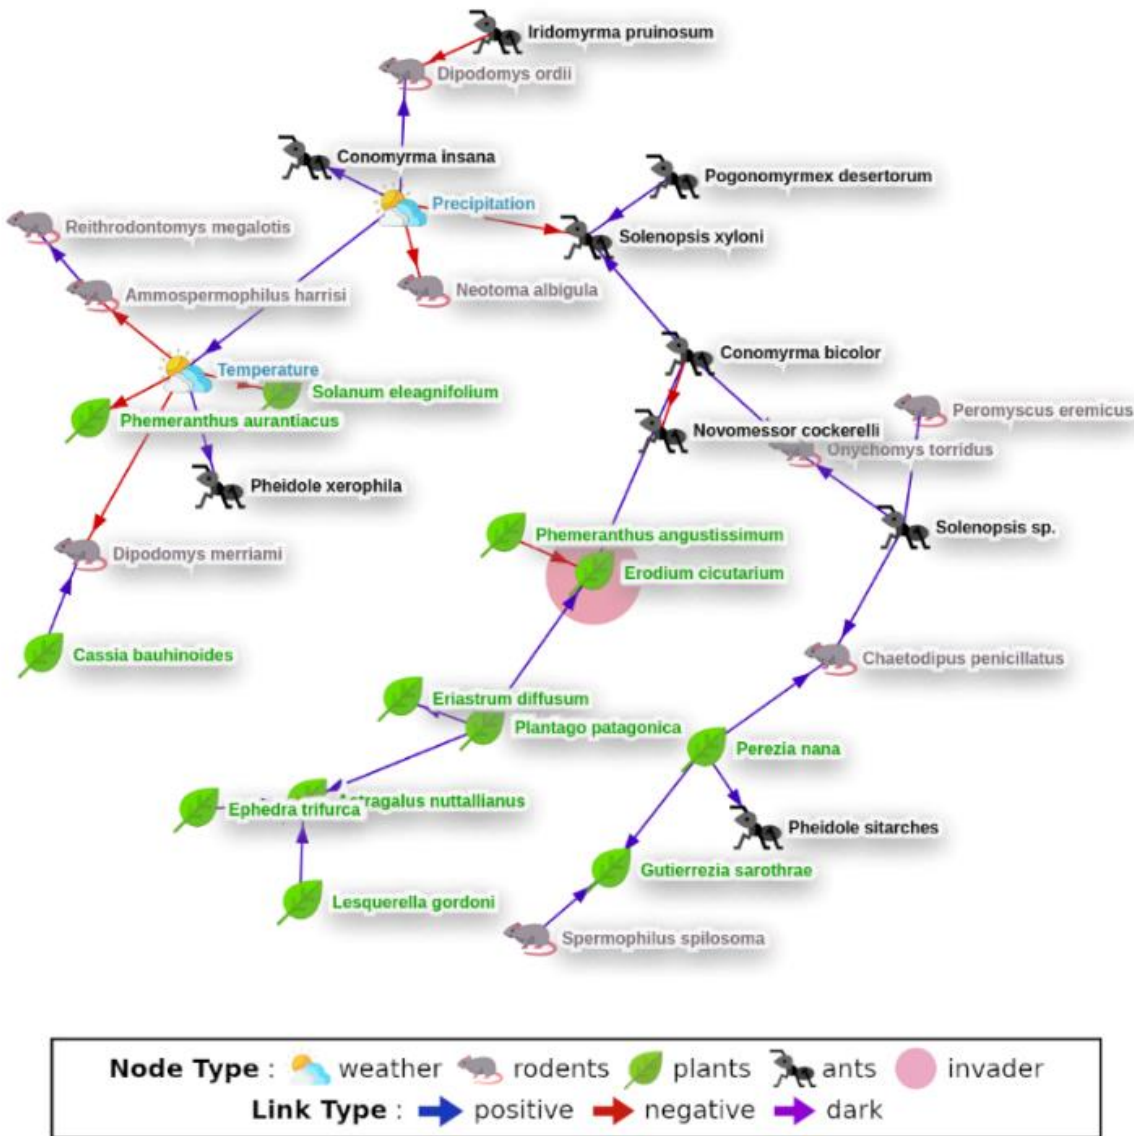 Iridomyrma pruinosum
Dipodomys ordii
Conomyrma insana
Pogonomyrmex desertorum
Precipitation
Reithrodontomys megalotis
Solenopsis xyloni
Neotoma albigula
Ammospermophilus harrisi
Conomyrma bicolor
Temperature
Solanum eleagnifolium
Peromyscus eremicus
Phemeranthus aurantiacus
Novomessor cockerelli
Onychomys torridus
Pheidole xerophila
Solenopsis sp.
Phemeranthus angustissimum
Dipodomys merriami
Erodium cicutarium
Cassia bauhinoides
Chaetodipus penicillatus
Eriastrum diffusum
Plantago patagonica
Perezia nana
Astragalus nuttallianus
Ephedra trifurca
Pheidole sitarches
Gutierrezia sarothrae
Lesquerella gordoni
Spermophilus spilosoma
Node Type : weather rodents plants ants invader
Link Type : positive negative dark